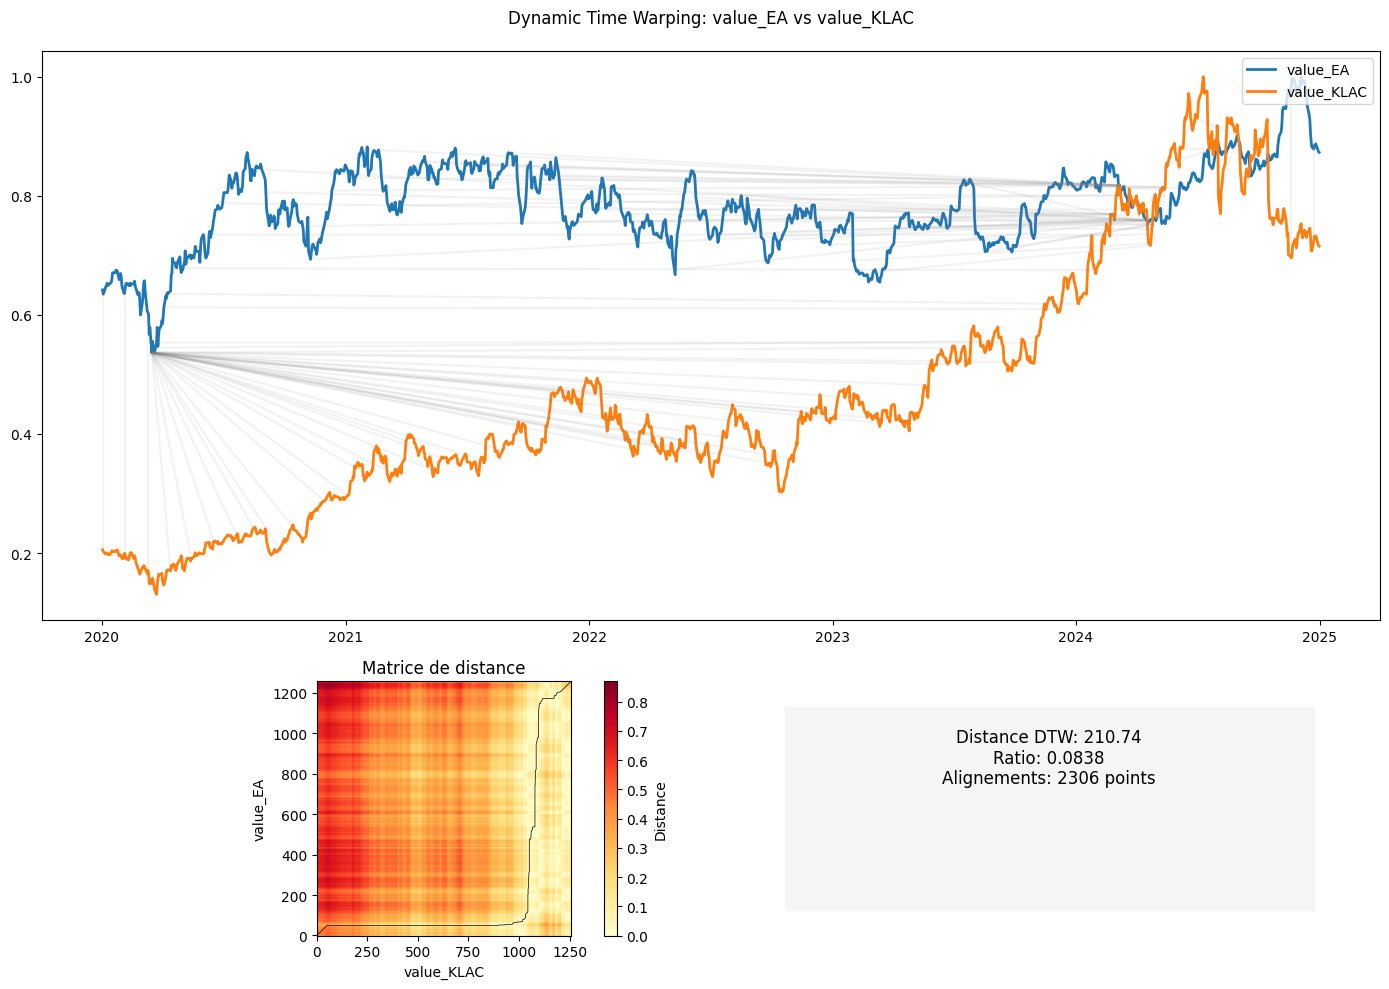 Dynamic Time Warping: value_EA vs value_KLAC
value_EA
value_KLAC
1.0
0.8
0.6
0.4
0.2
2020 2021 2022 2023 2024 2025
Matrice de distance
value_EA
1200
1000
800
600
400
200
0
0 250 500 750 1000 1250
value_KLAC
0.8
0.7
0.6
0.5
0.4
0.3
0.2
0.1
0.0
Distance
Distance DTW: 210.74
Ratio: 0.0838
Alignements: 2306 points